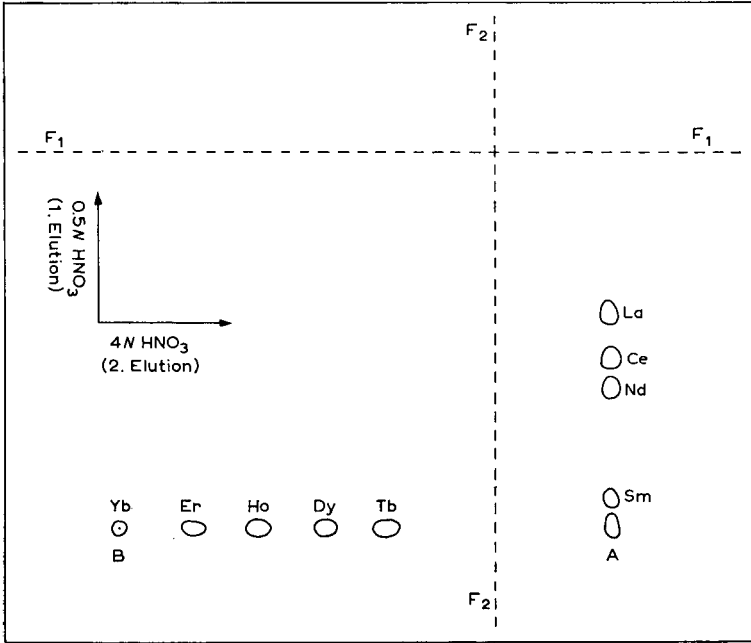 F₂
F₁ F₁
0.5N HNO₃
(1. Elution)
4N HNO₃
(2. Elution)
La
Ce
Nd
Sm
Yb Er Ho Dy Tb
B A
F₂